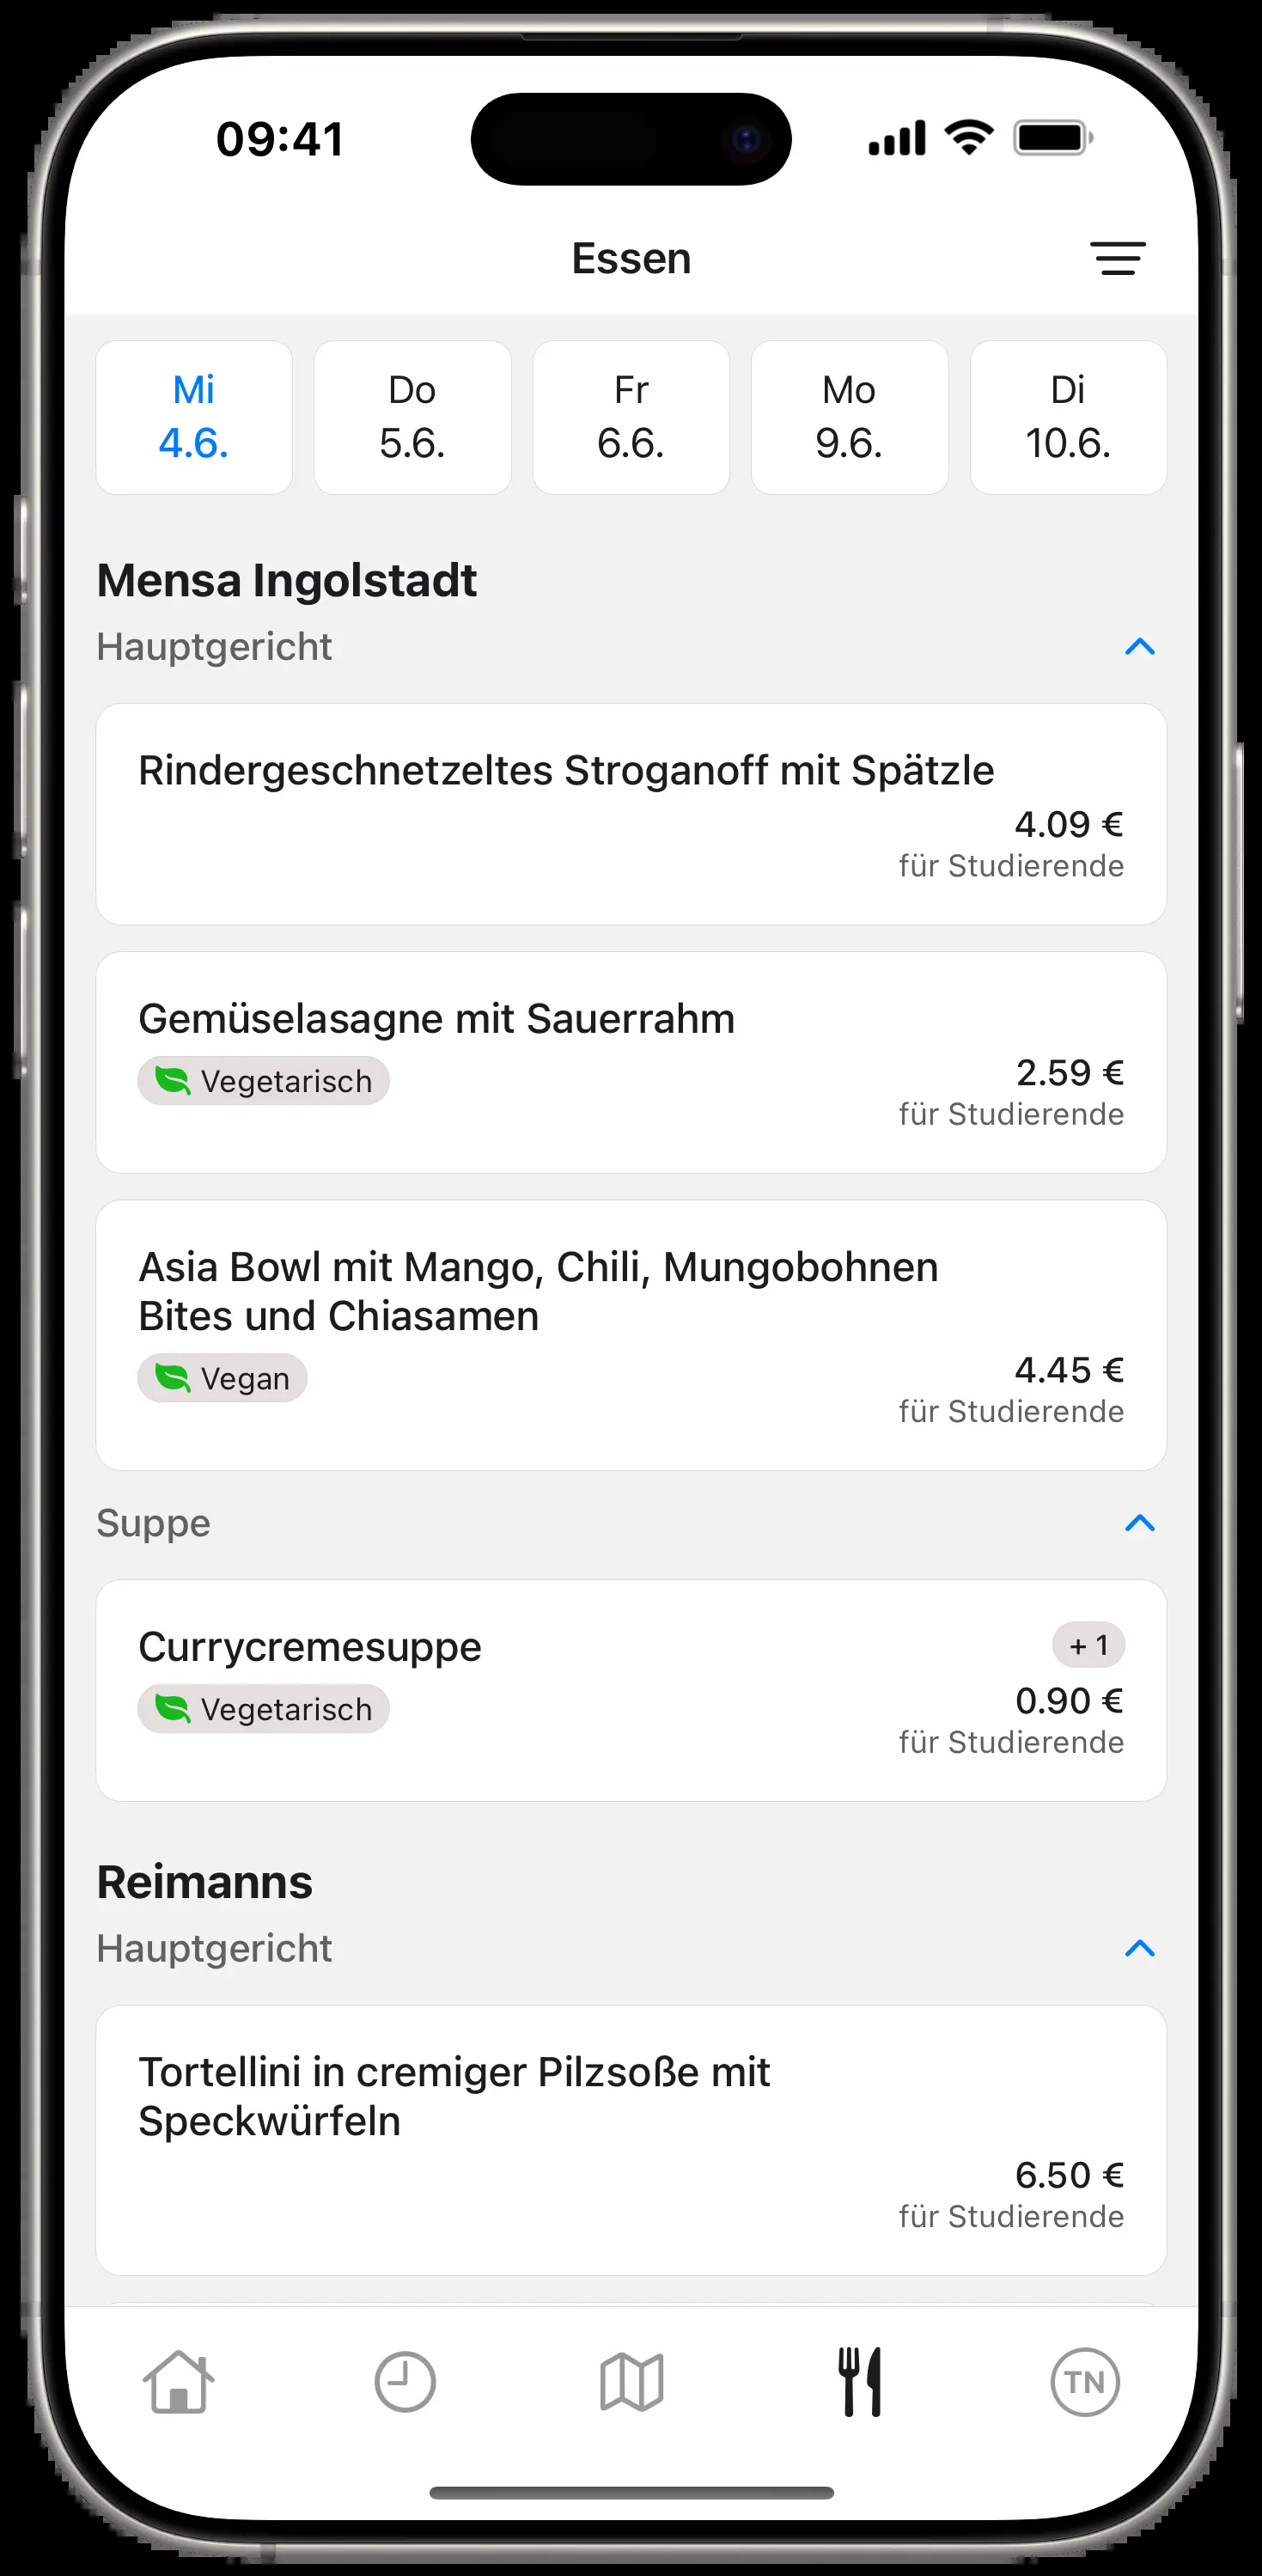 09:41
Essen
Mi
4.6.
Do
5.6.
Fr
6.6.
Mo
9.6.
Di
10.6.
Mensa Ingolstadt
Hauptgericht
Rindergeschnetzeltes Stroganoff mit Spätzle
4.09 €
für Studierende
Gemüselasagne mit Sauerrahm
Vegetarisch
2.59 €
für Studierende
Asia Bowl mit Mango, Chili, Mungobohnen
Bites und Chiasamen
Vegan
4.45 €
für Studierende
Suppe
Currycremesuppe
+ 1
Vegetarisch
0.90 €
für Studierende
Reimanns
Hauptgericht
Tortellini in cremiger Pilzsoße mit
Speckwürfeln
6.50 €
für Studierende
TN